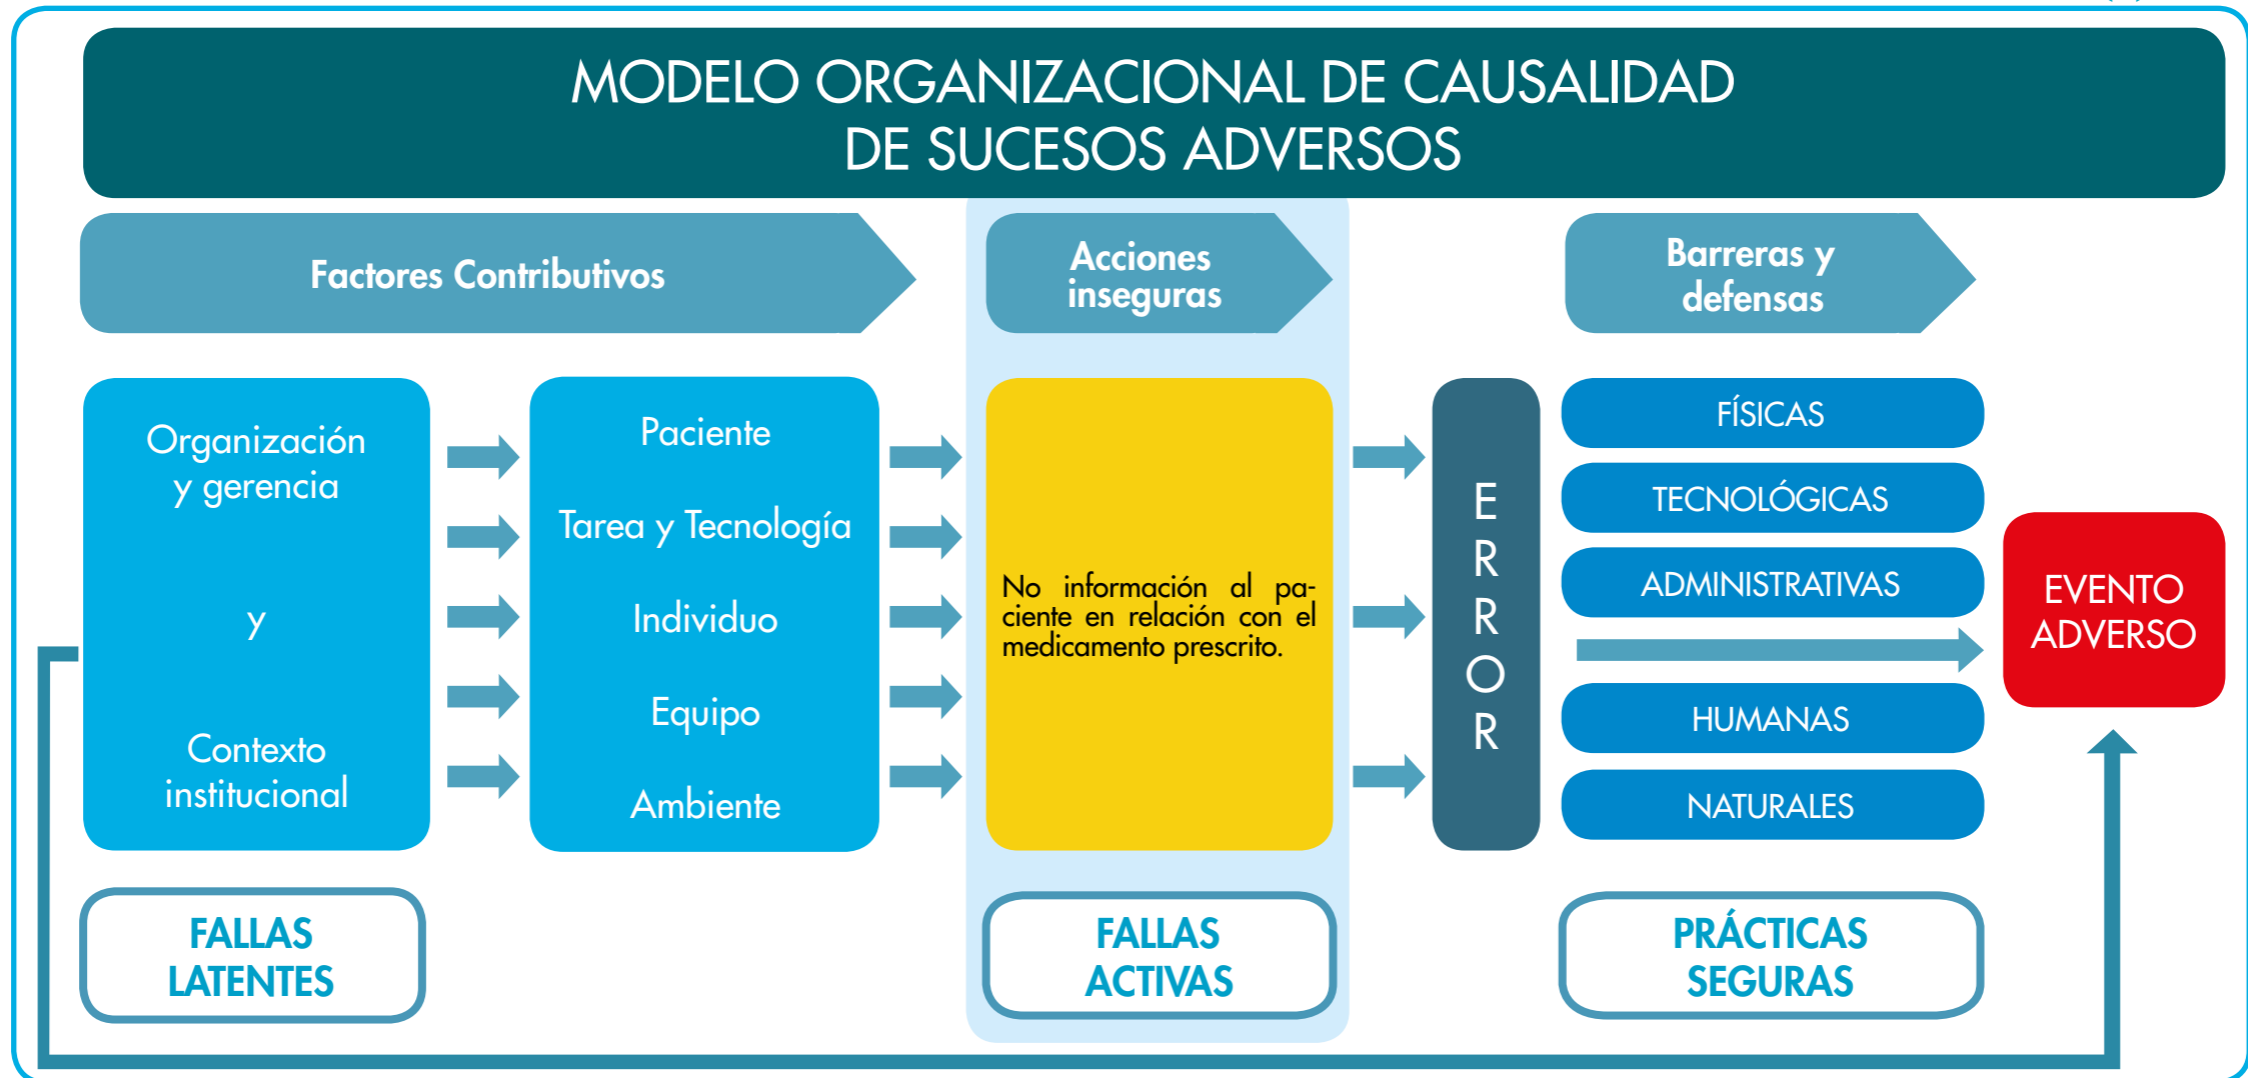 MODELO ORGANIZACIONAL DE CAUSALIDAD
DE SUCESOS ADVERSOS
Factores Contributivos
Acciones
inseguras
Barreras y
defensas
Organización
y gerencia
y
Contexto
institucional
Paciente
Tarea y Tecnología
Individuo
Equipo
Ambiente
No información al pa-
ciente en relación con el
medicamento prescrito.
E
R
R
O
R
FÍSICAS
TECNOLÓGICAS
ADMINISTRATIVAS
HUMANAS
NATURALES
EVENTO
ADVERSO
FALLAS
LATENTES
FALLAS
ACTIVAS
PRÁCTICAS
SEGURAS